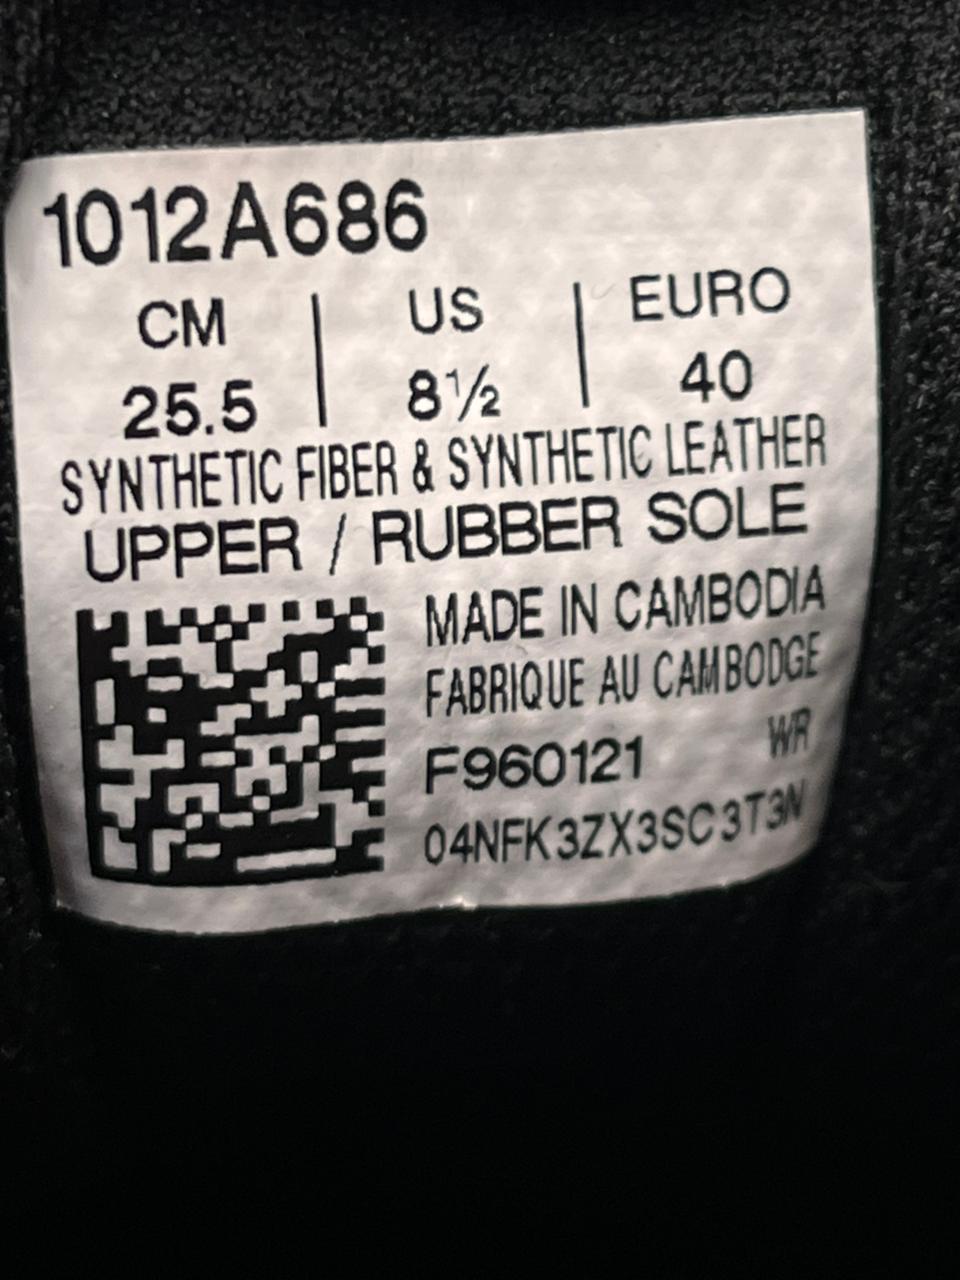 1012A686
CM | US | EURO
25.5 | 8½ | 40
SYNTHETIC FIBER & SYNTHETIC LEATHER
UPPER / RUBBER SOLE
MADE IN CAMBODIA
FABRIQUE AU CAMBODGE
F960121 WR
04NFK3ZX3SC3T3N